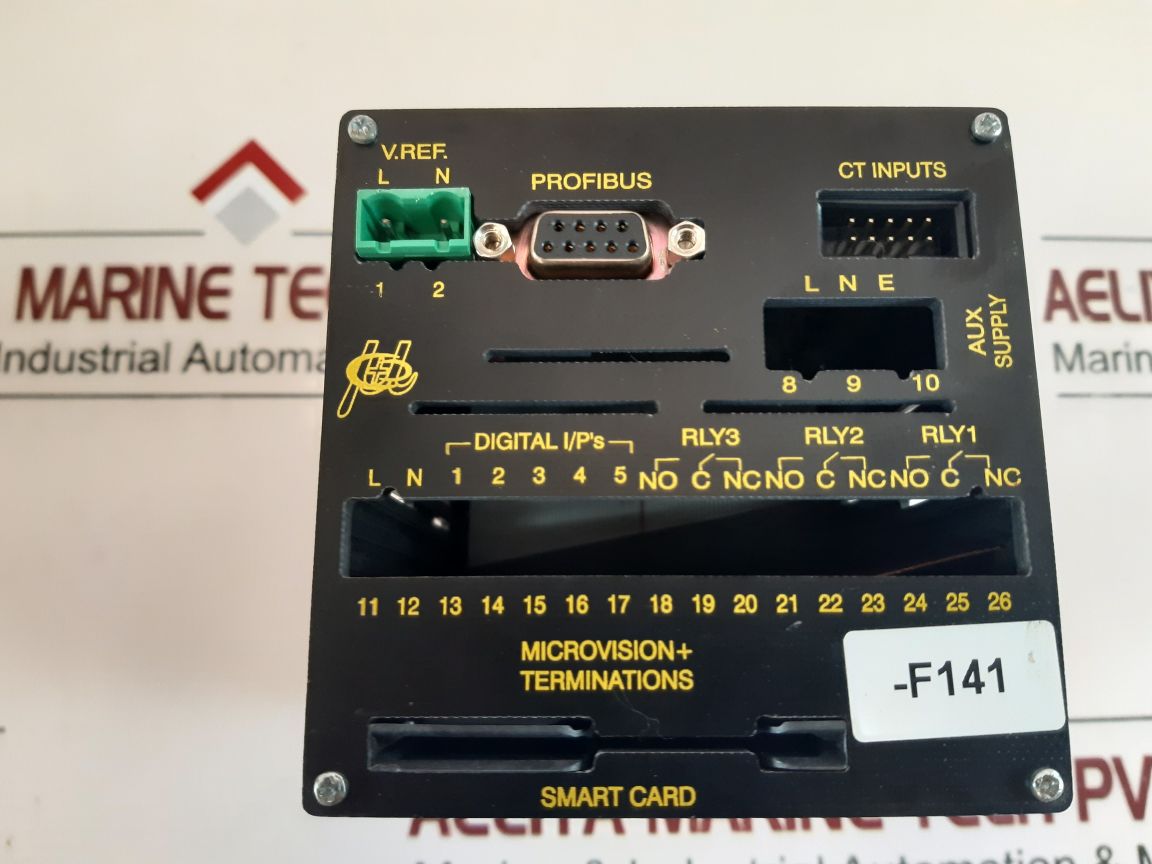 V.REF.
L N
PROFIBUS
CT INPUTS
1 2
L N E
AUX
SUPPLY
8 9 10
DIGITAL I/P's
RLY3 RLY2 RLY1
L N 1 2 3 4 5 NO C NC NO C NC NO C NC
11 12 13 14 15 16 17 18 19 20 21 22 23 24 25 26
MICROVISION+
TERMINATIONS
-F141
SMART CARD
MARINE TE
Industrial Automa
AELI
Marin
PV